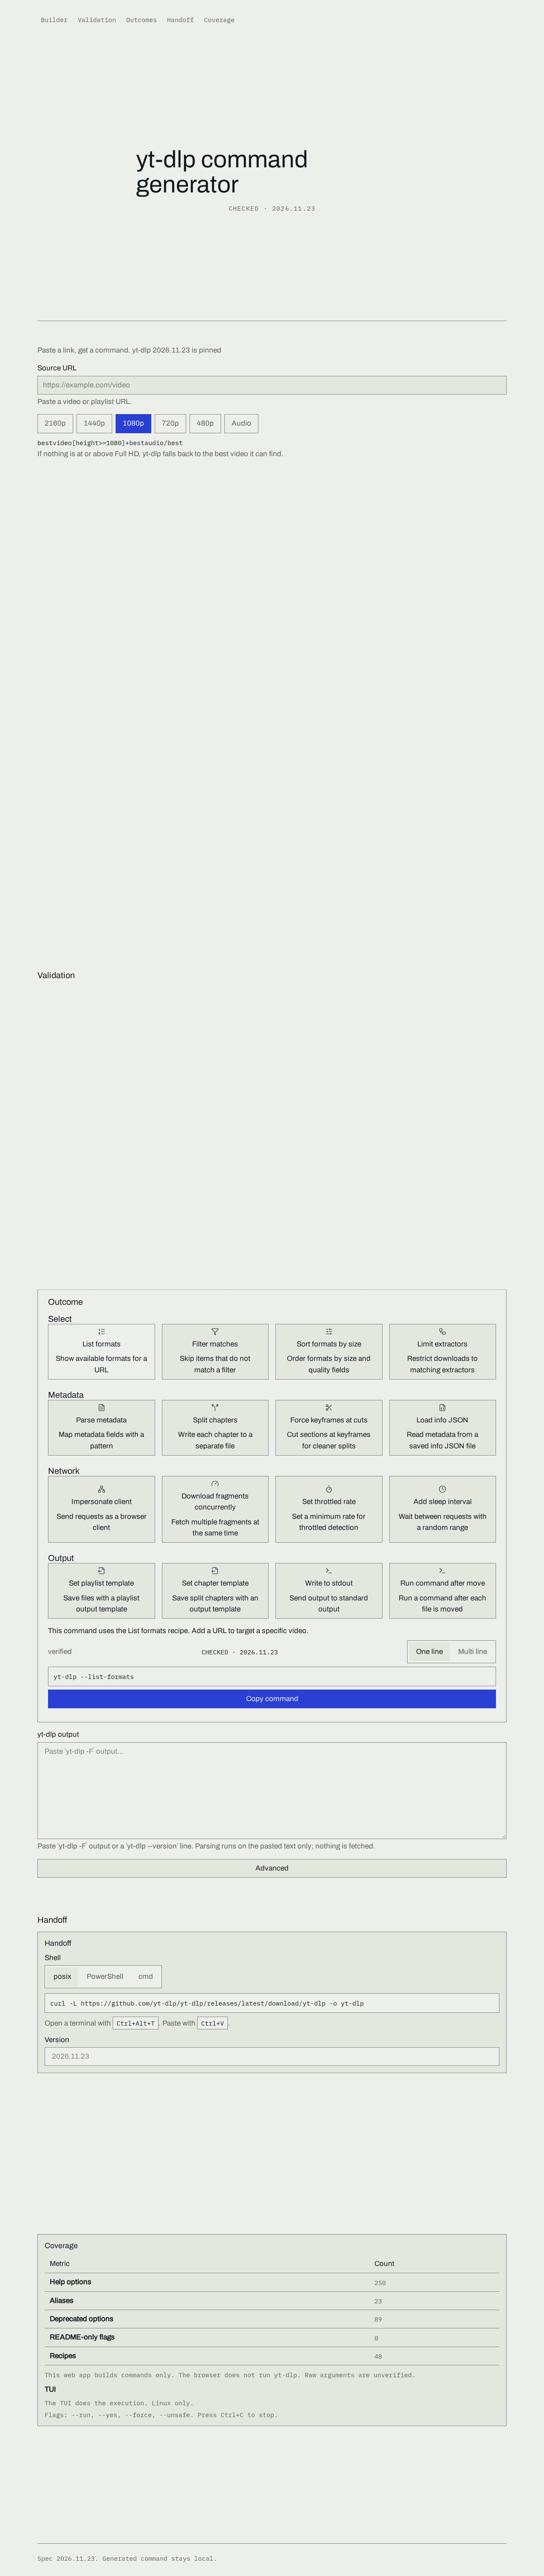 Builder Validation Outcomes Handoff Coverage
yt-dlp command
generator
CHECKED · 2026.11.23
Paste a link, get a command. yt-dlp 2026.11.23 is pinned
Source URL
https://example.com/video
Paste a video or playlist URL.
2160p 1440p 1080p 720p 480p Audio
bestvideo[height>=1080]+bestaudio/best
If nothing is at or above Full HD, yt-dlp falls back to the best video it can find.
Validation
Outcome
Select
List formats
Show available formats for a
URL
Filter matches
Skip items that do not
match a filter
Sort formats by size
Order formats by size and
quality fields
Limit extractors
Restrict downloads to
matching extractors
Metadata
Parse metadata
Map metadata fields with a
pattern
Split chapters
Write each chapter to a
separate file
Force keyframes at cuts
Cut sections at keyframes
for cleaner splits
Load info JSON
Read metadata from a
saved info JSON file
Network
Impersonate client
Send requests as a browser
client
Download fragments
concurrently
Fetch multiple fragments at
the same time
Set throttled rate
Set a minimum rate for
throttled detection
Add sleep interval
Wait between requests with
a random range
Output
Set playlist template
Save files with a playlist
output template
Set chapter template
Save split chapters with an
output template
Write to stdout
Send output to standard
output
Run command after move
Run a command after each
file is moved
This command uses the List formats recipe. Add a URL to target a specific video.
verified CHECKED · 2026.11.23 One line Multi line
yt-dlp --list-formats
Copy command
yt-dlp output
Paste `yt-dlp -F` output...
Paste `yt-dlp -F` output or a `yt-dlp --version` line. Parsing runs on the pasted text only; nothing is fetched.
Advanced
Handoff
Handoff
Shell
posix PowerShell cmd
curl -L https://github.com/yt-dlp/yt-dlp/releases/latest/download/yt-dlp -o yt-dlp
Open a terminal with Ctrl+Alt+T. Paste with Ctrl+V.
Version
2026.11.23
Coverage
Metric Count
Help options 250
Aliases 23
Deprecated options 89
README-only flags 0
Recipes 48
This web app builds commands only. The browser does not run yt-dlp. Raw arguments are unverified.
TUI
The TUI does the execution. Linux only.
Flags: --run, --yes, --force, --unsafe. Press Ctrl+C to stop.
Spec 2026.11.23. Generated command stays local.